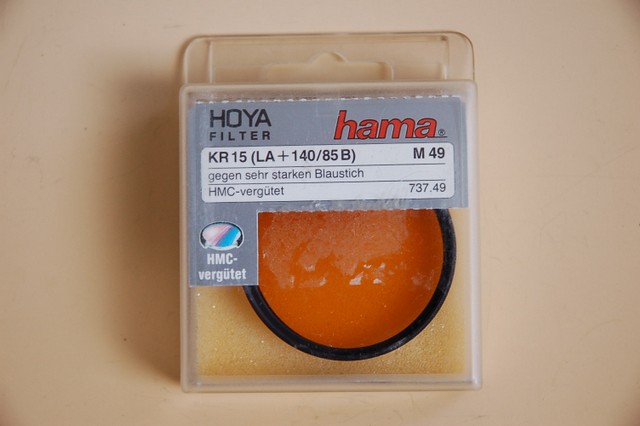 HOYA
FILTER
hama®
KR 15 (LA + 140/85 B) M 49
gegen sehr starken Blaustich
HMC-vergütet 737.49
HMC-
vergütet